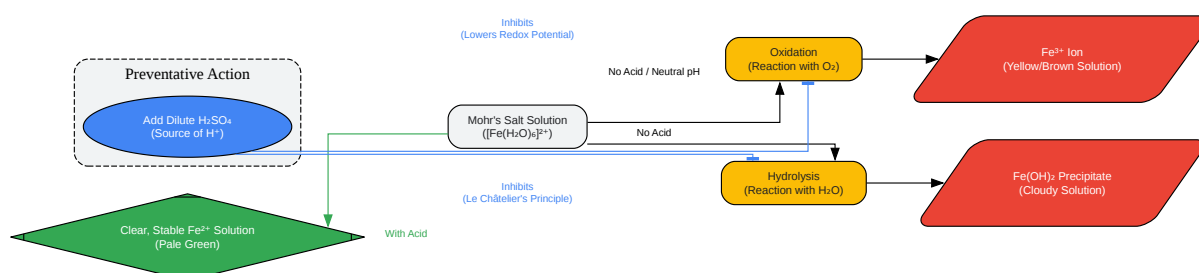 Inhibits
(Lowers Redox Potential)
Oxidation
(Reaction with O₂)
Fe³⁺ Ion
(Yellow/Brown Solution)
No Acid / Neutral pH
Preventative Action
Add Dilute H₂SO₄
(Source of H⁺)
Mohr's Salt Solution
([Fe(H₂O)₆]²⁺)
No Acid
Hydrolysis
(Reaction with H₂O)
Fe(OH)₂ Precipitate
(Cloudy Solution)
Inhibits
(Le Châtelier's Principle)
Clear, Stable Fe²⁺ Solution
(Pale Green)
With Acid